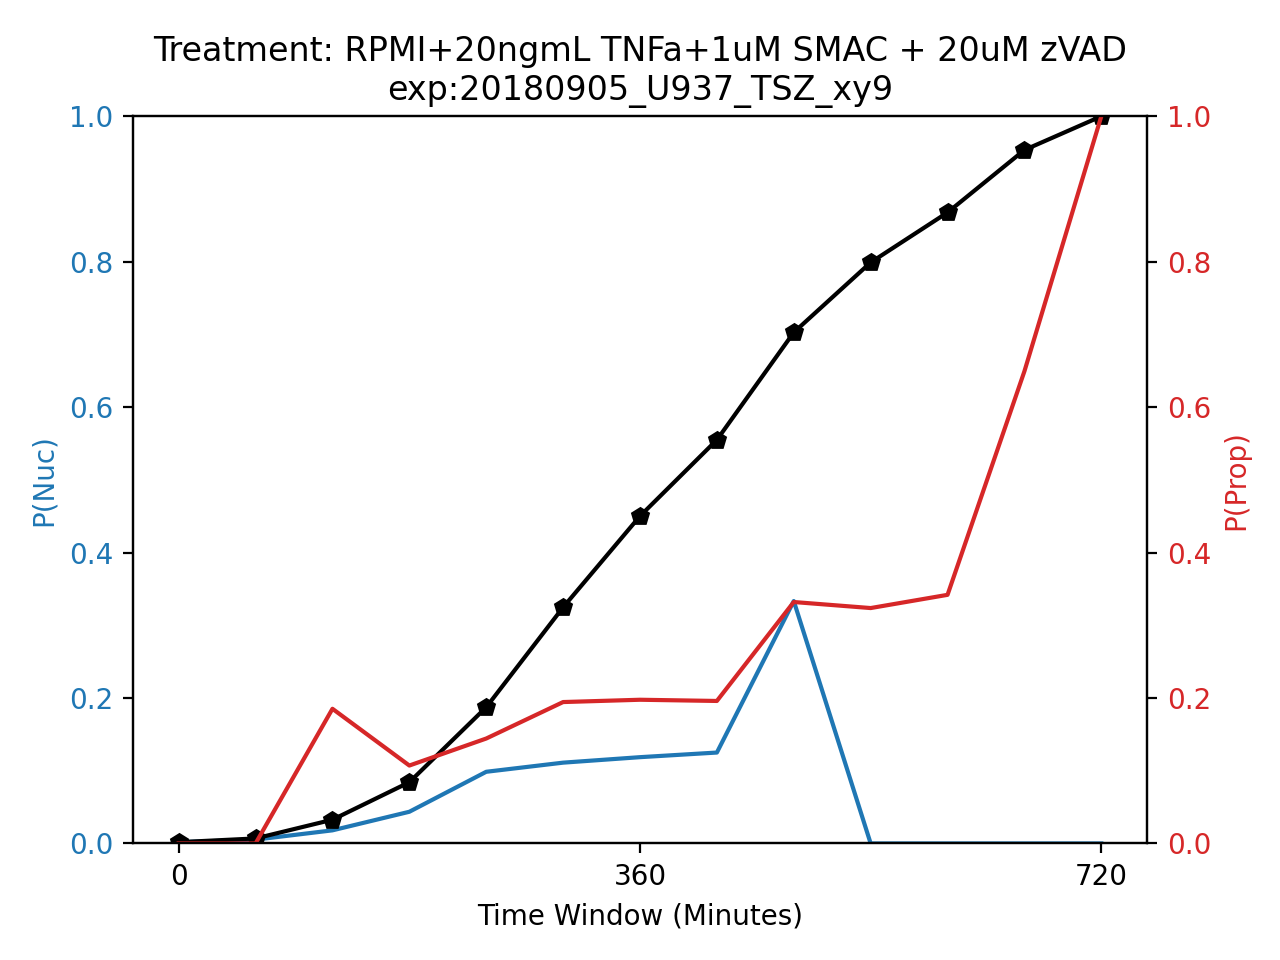 Treatment: RPMI+20ngmL TNFa+1uM SMAC + 20uM zVAD
exp:20180905_U937_TSZ_xy9
1.0
0.8
0.6
0.4
0.2
0.0
P(Nuc)
1.0
0.8
0.6
0.4
0.2
0.0
P(Prop)
0 360 720
Time Window (Minutes)